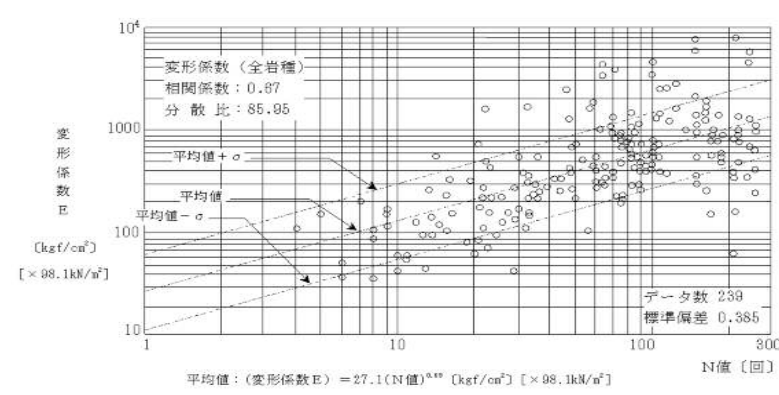 10⁴
変形係数（全岩種）
相関係数：0.67
分散比：85.95
1000
変形係数E
平均値＋σ
平均値
平均値－σ
〔kgf/cm²〕
100
[×98.1kN/m²]
データ数 239
標準偏差 0.385
10
1 10 100 300
N値〔回〕
平均値：(変形係数E) ＝27.1(N値)⁰·⁶⁹〔kgf/cm²〕[×98.1kN/m²]